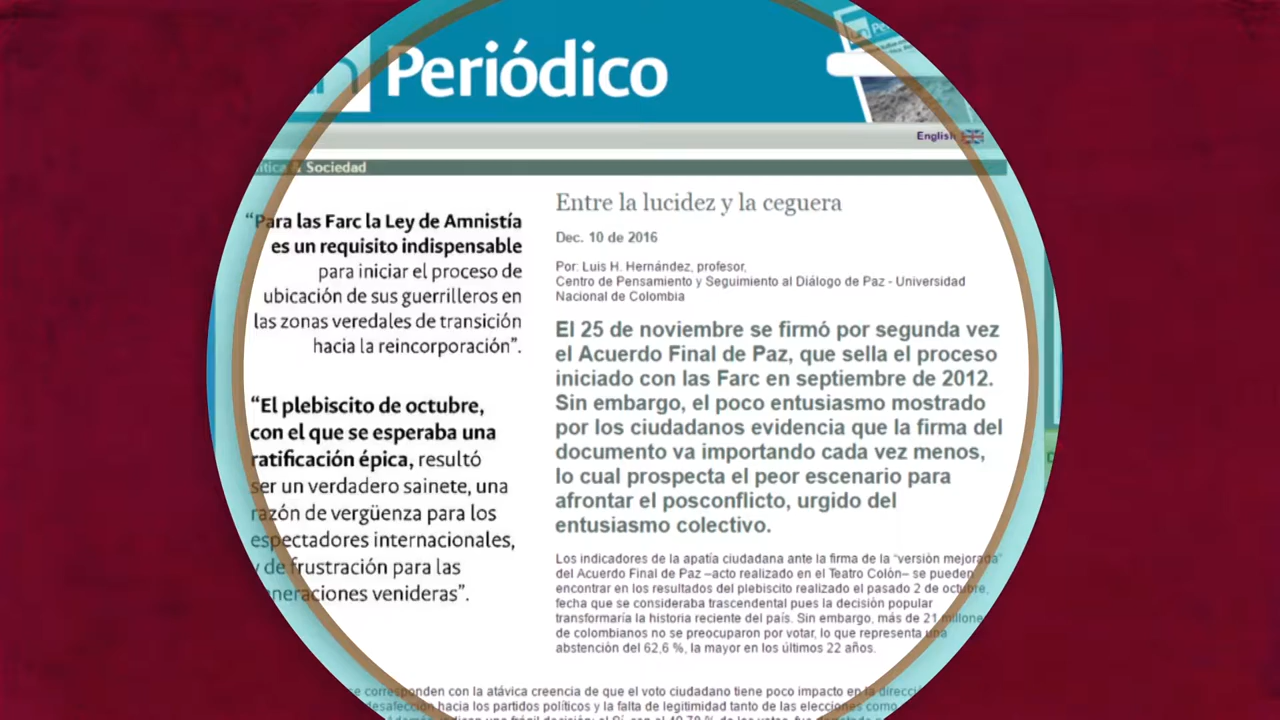 Periódico
English
& Sociedad
“Para las Farc la Ley de Amnistía
es un requisito indispensable
para iniciar el proceso de
ubicación de sus guerrilleros en
las zonas veredales de transición
hacia la reincorporación”.
“El plebiscito de octubre,
con el que se esperaba una
ratificación épica, resultó
ser un verdadero sainete, una
razón de vergüenza para los
espectadores internacionales,
y de frustración para las
venideras”.
Entre la lucidez y la ceguera
Dec. 10 de 2016
Por: Luis H. Hernández, profesor,
Centro de Pensamiento y Seguimiento al Diálogo de Paz - Universidad
Nacional de Colombia
El 25 de noviembre se firmó por segunda vez
el Acuerdo Final de Paz, que sella el proceso
iniciado con las Farc en septiembre de 2012.
Sin embargo, el poco entusiasmo mostrado
por los ciudadanos evidencia que la firma del
documento va importando cada vez menos,
lo cual prospecta el peor escenario para
afrontar el posconflicto, urgido del
entusiasmo colectivo.
Los indicadores de la apatía ciudadana ante la firma de la “versión mejorada”
del Acuerdo Final de Paz –acto realizado en el Teatro Colón– se pueden
encontrar en los resultados del plebiscito realizado el pasado 2 de octubre,
fecha que se consideraba trascendental pues la decisión popular
transformaría la historia reciente del país. Sin embargo, más de 21 millone
de colombianos no se preocuparon por votar, lo que representa una
abstención del 62,6 %, la mayor en los últimos 22 años.
se corresponden con la atávica creencia de que el voto ciudadano tiene poco impacto en la
desafección hacia los partidos políticos y la falta de legitimidad tanto de las elecciones como